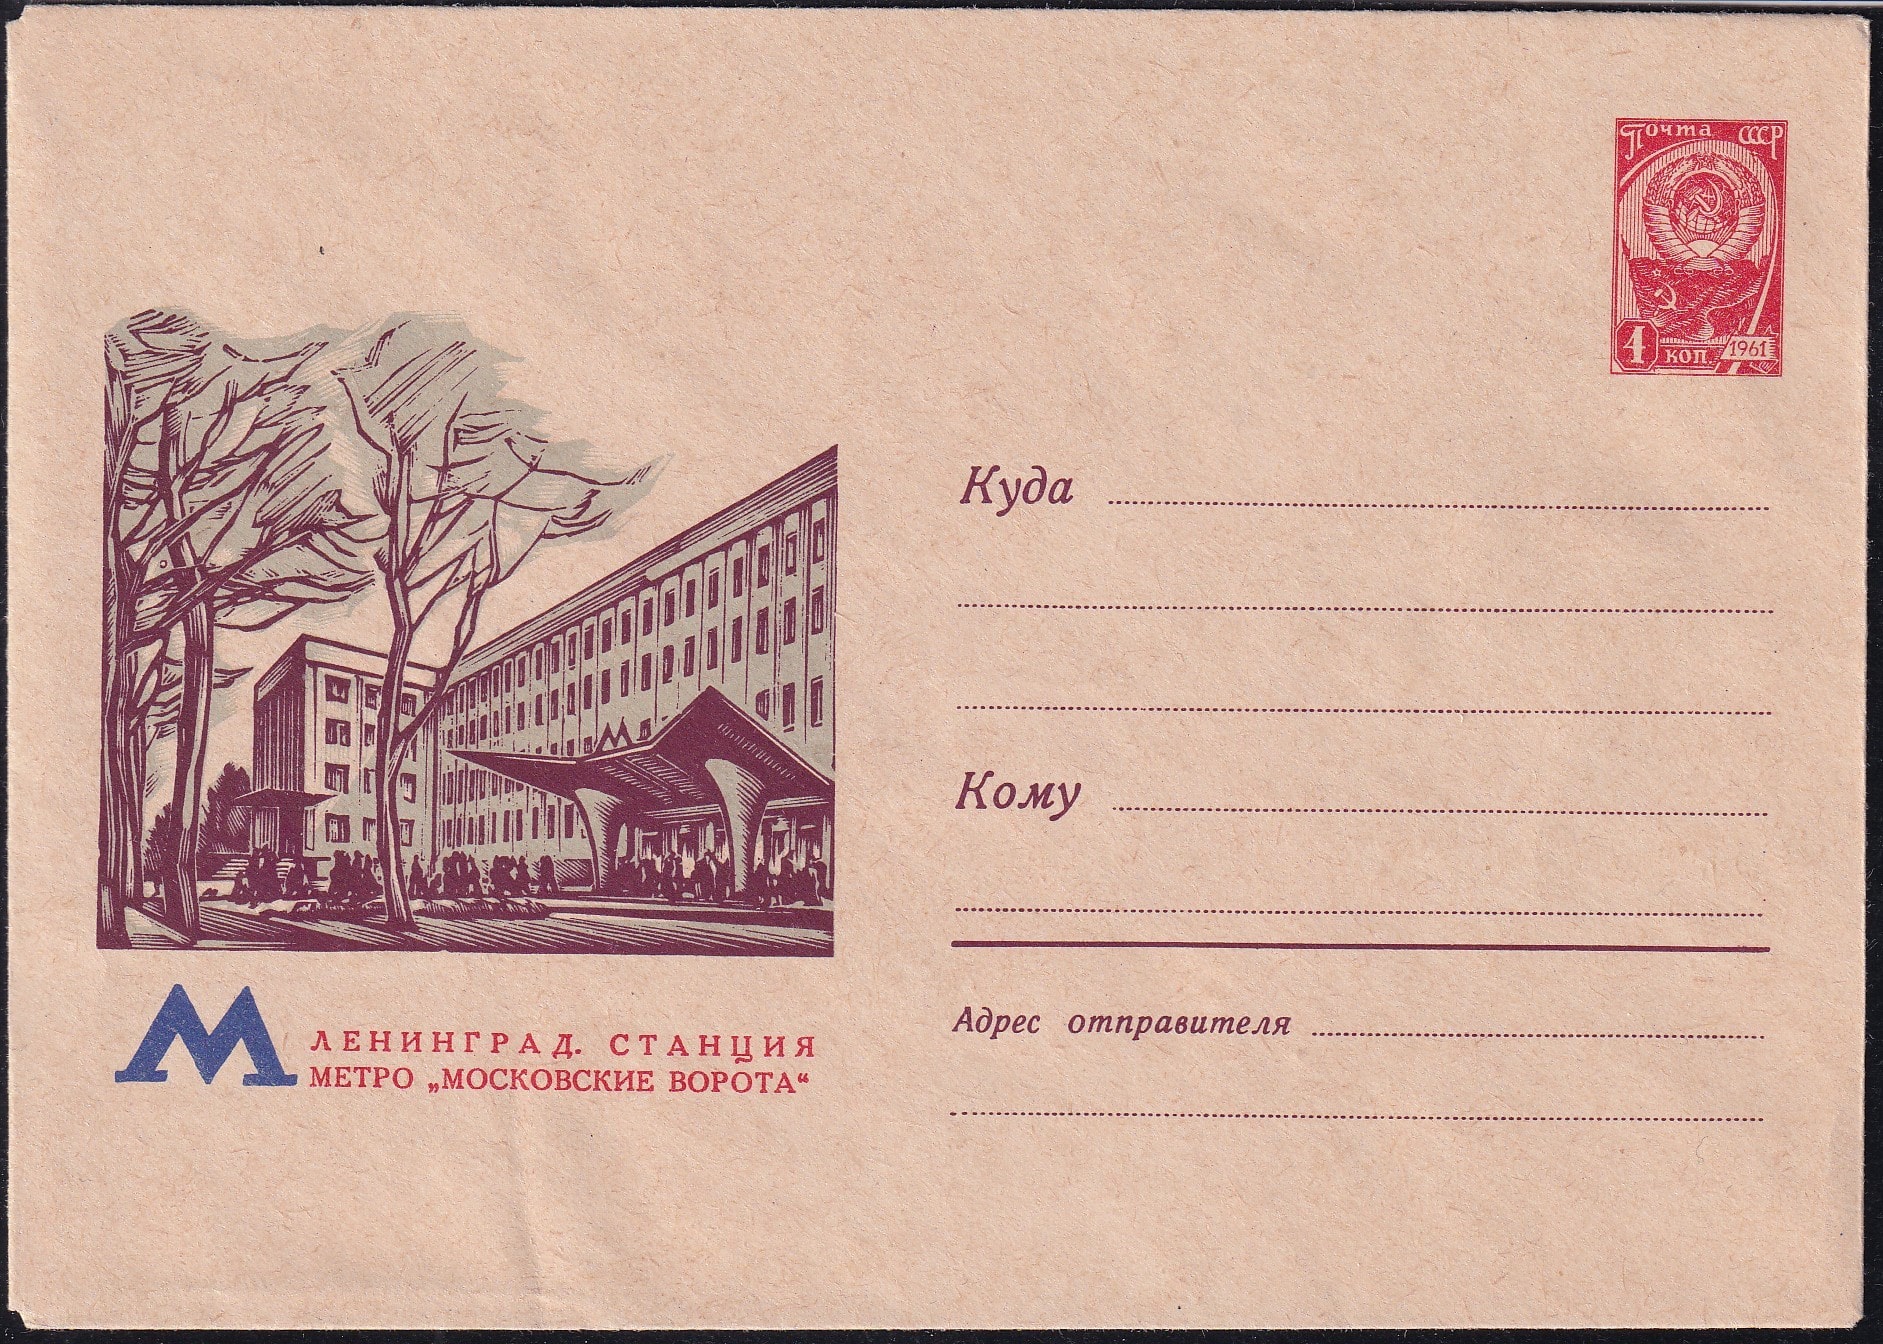 Почта СССР
4 коп. 1961
Куда
Кому
М
М ЛЕНИНГРАД. СТАНЦИЯ
МЕТРО „МОСКОВСКИЕ ВОРОТА“
Адрес отправителя